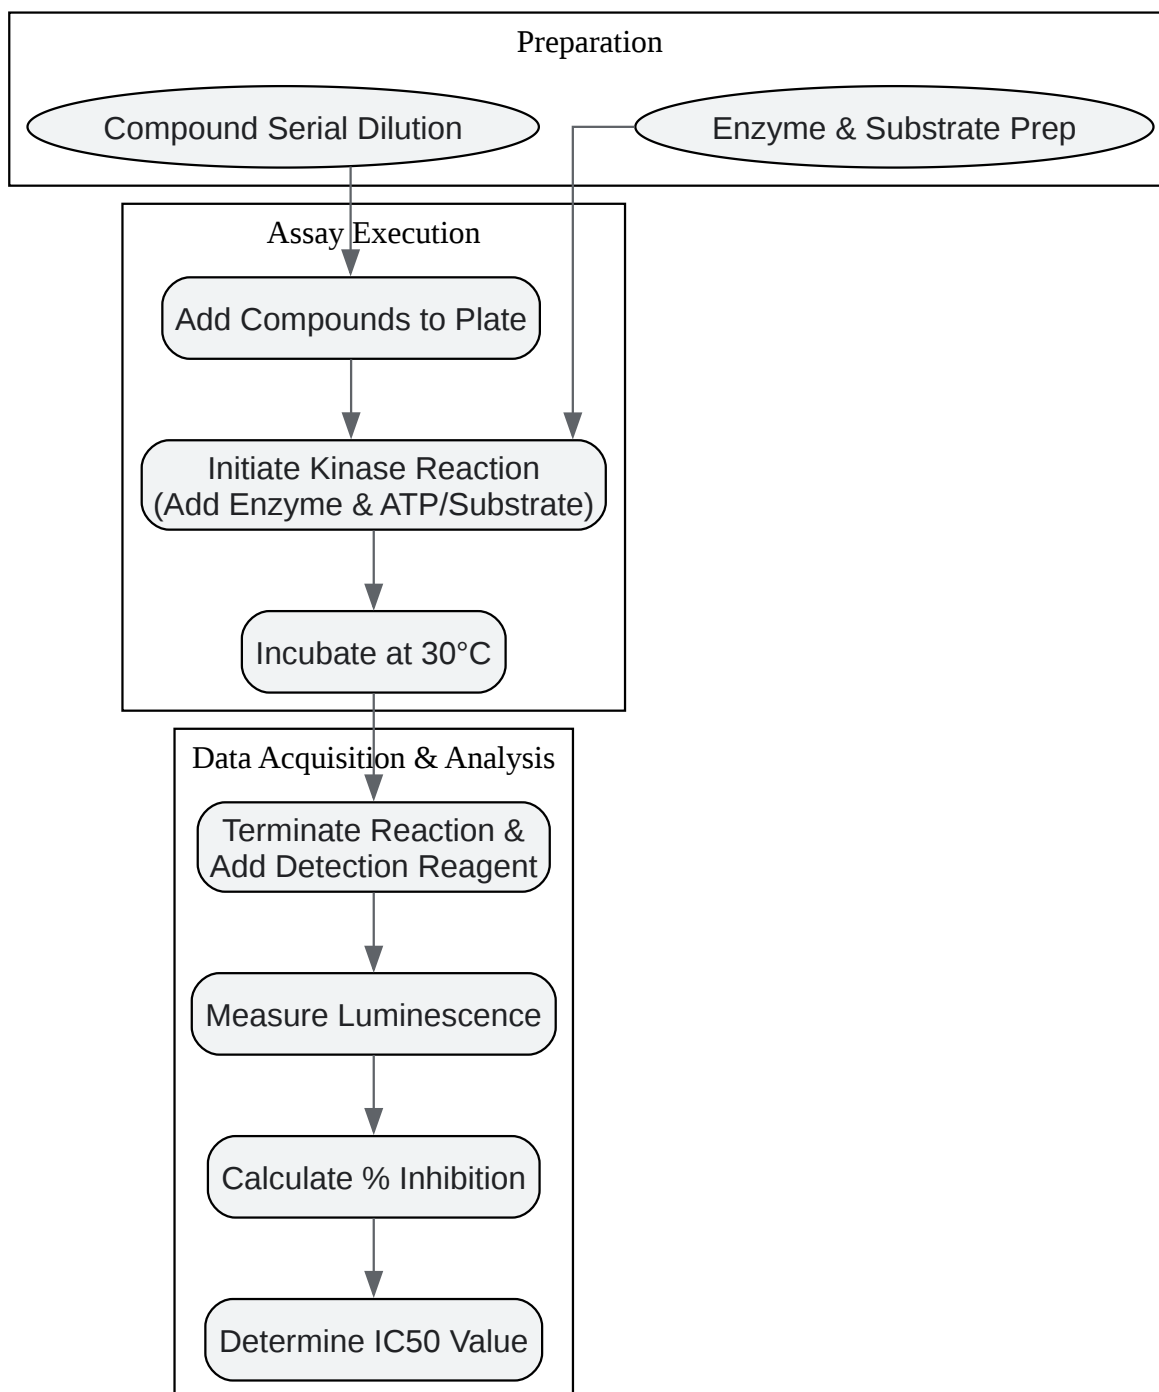 Preparation
Compound Serial Dilution
Enzyme & Substrate Prep
Assay Execution
Add Compounds to Plate
Initiate Kinase Reaction
(Add Enzyme & ATP/Substrate)
Incubate at 30°C
Data Acquisition & Analysis
Terminate Reaction &
Add Detection Reagent
Measure Luminescence
Calculate % Inhibition
Determine IC50 Value